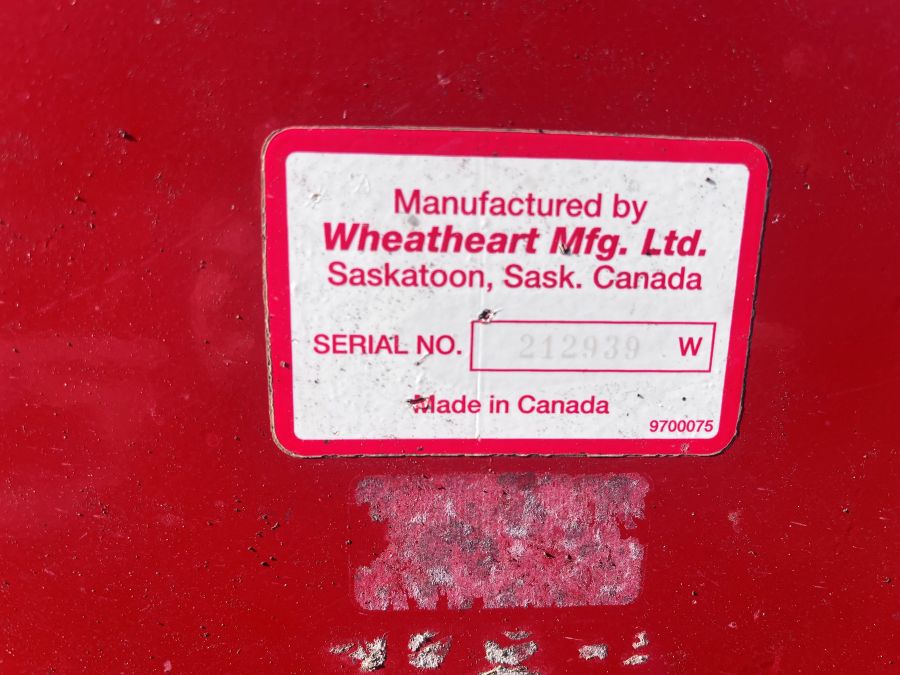 Manufactured by
Wheatheart Mfg. Ltd.
Saskatoon, Sask. Canada
SERIAL NO. 212939 W
Made in Canada
9700075